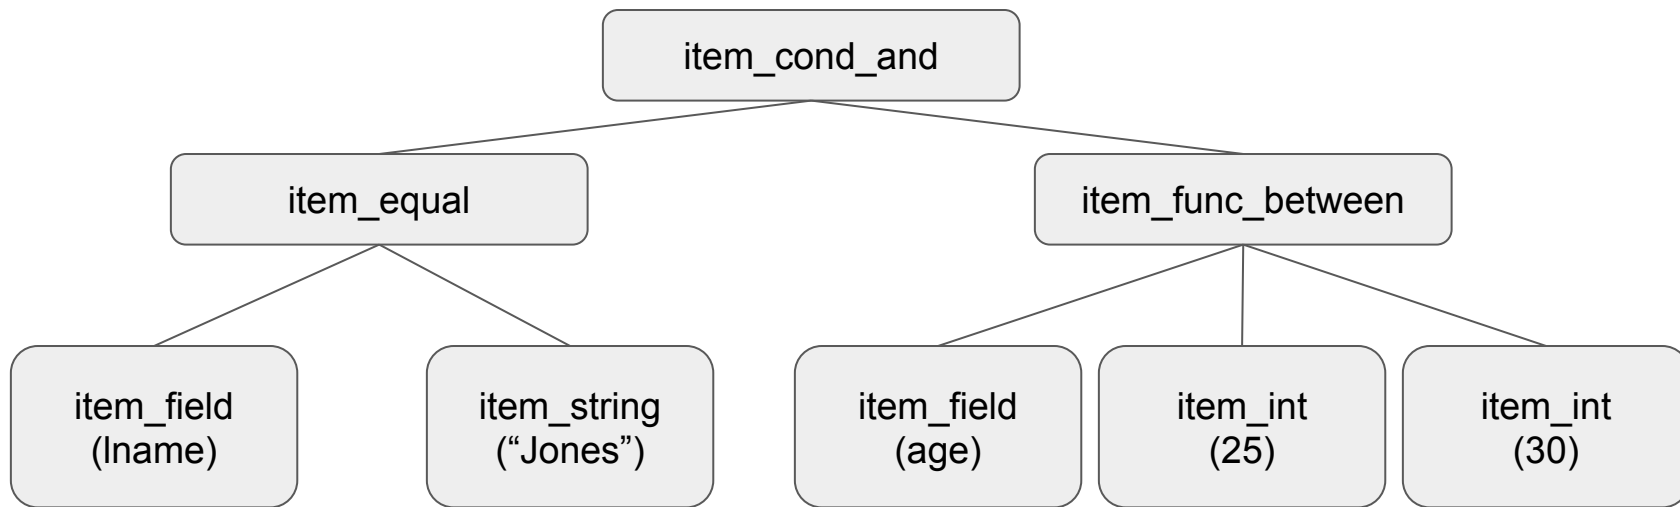 item_cond_and
item_equal
item_func_between
item_field
(lname)
item_string
(“Jones”)
item_field
(age)
item_int
(25)
item_int
(30)